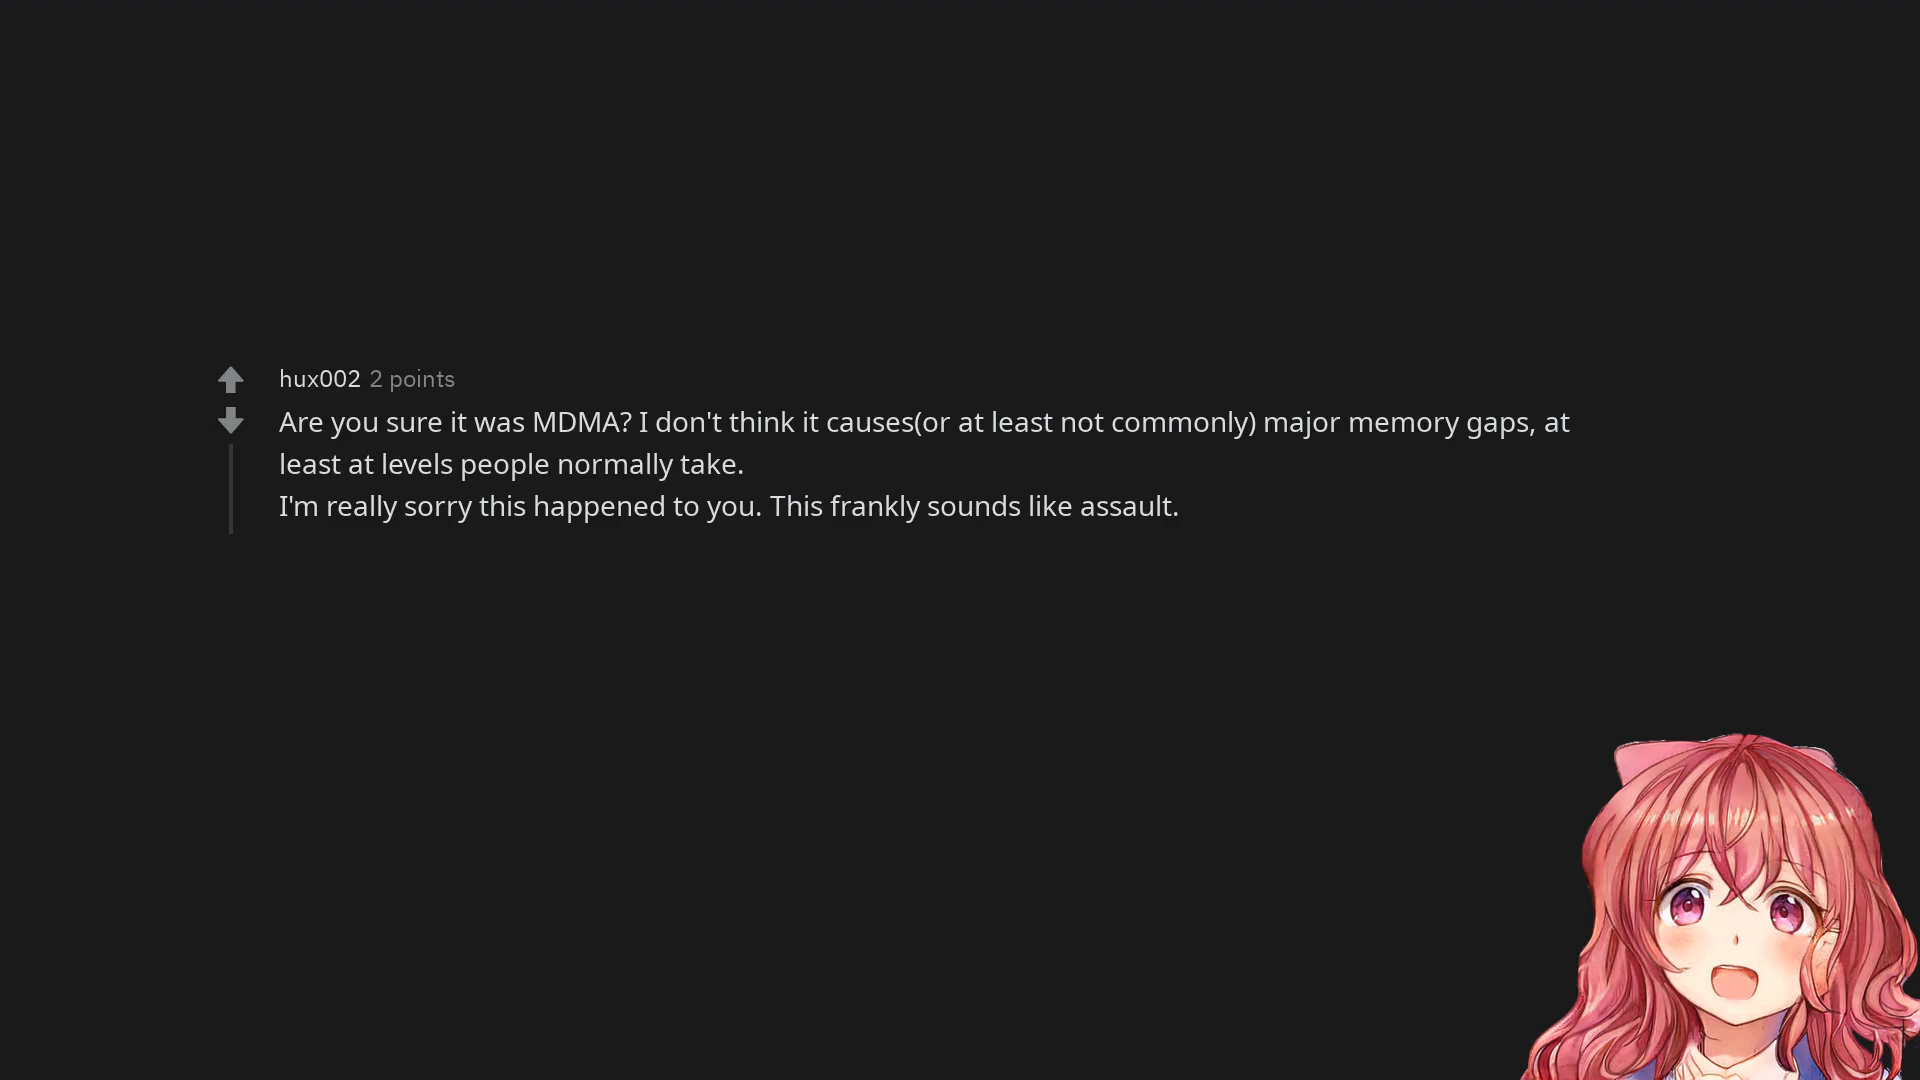 hux002 2 points
Are you sure it was MDMA? I don't think it causes(or at least not commonly) major memory gaps, at
least at levels people normally take.
I'm really sorry this happened to you. This frankly sounds like assault.